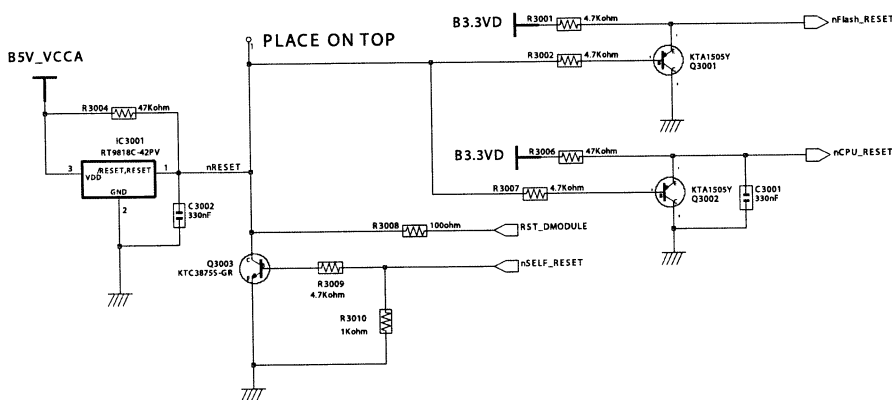 PLACE ON TOP
1
B5V_VCCA
B3.3VD
R3001
4.7Kohm
nFlash_RESET
R3002
4.7Kohm
KTA1505Y
Q3001
R3004
47Kohm
IC3001
RT9818C-42PV
3
VDD
/RESET,RESET
1
GND
2
nRESET
C3002
330nF
B3.3VD
R3006
47Kohm
nCPU_RESET
R3007
4.7Kohm
KTA1505Y
Q3002
C3001
330nF
R3008
100ohm
RST_DMODULE
Q3003
KTC3875S-GR
R3009
4.7Kohm
nSELF_RESET
R3010
1Kohm